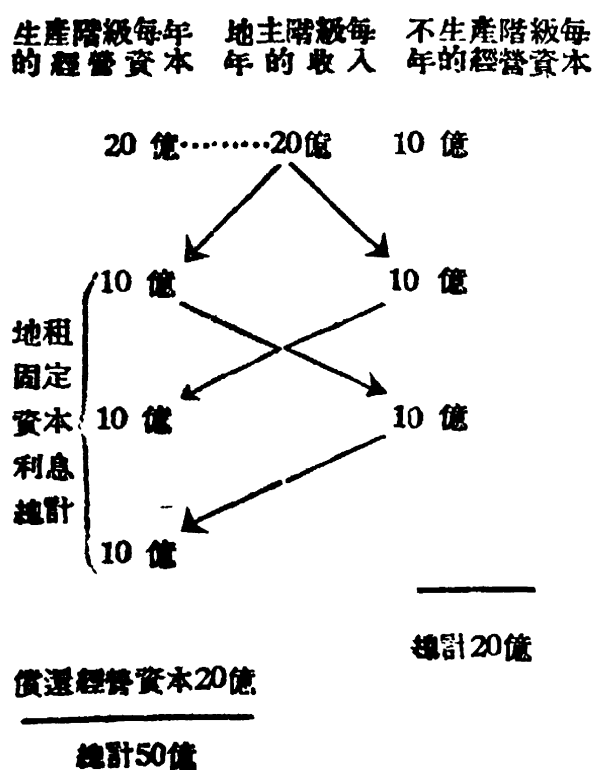 生產階級每年
的經營資本
地主階級每
年的收入
不生產階級每
年的經營資本
20億………20億 10億
10億 10億
地租
固定
資本
利息
總計
10億 10億
10億
總計20億
償還經營資本20億
總計50億